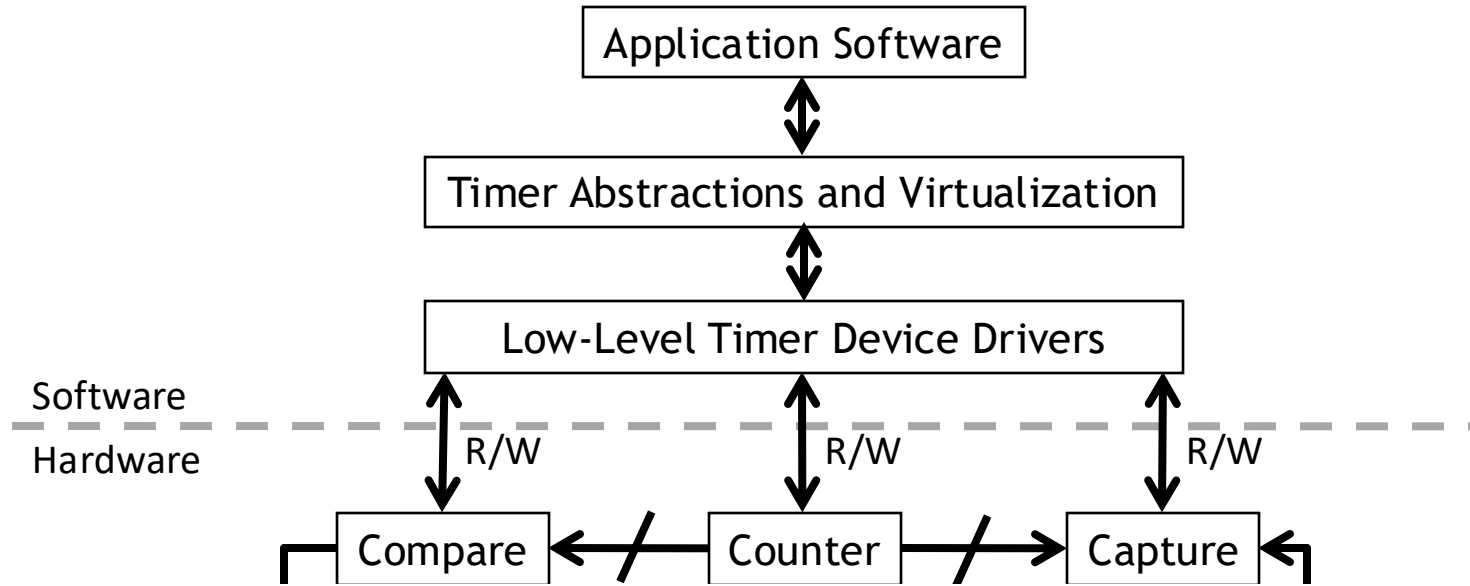 Application Software
Timer Abstractions and Virtualization
Low-Level Timer Device Drivers
Software
Hardware
R/W
R/W
R/W
Compare
Counter
Capture